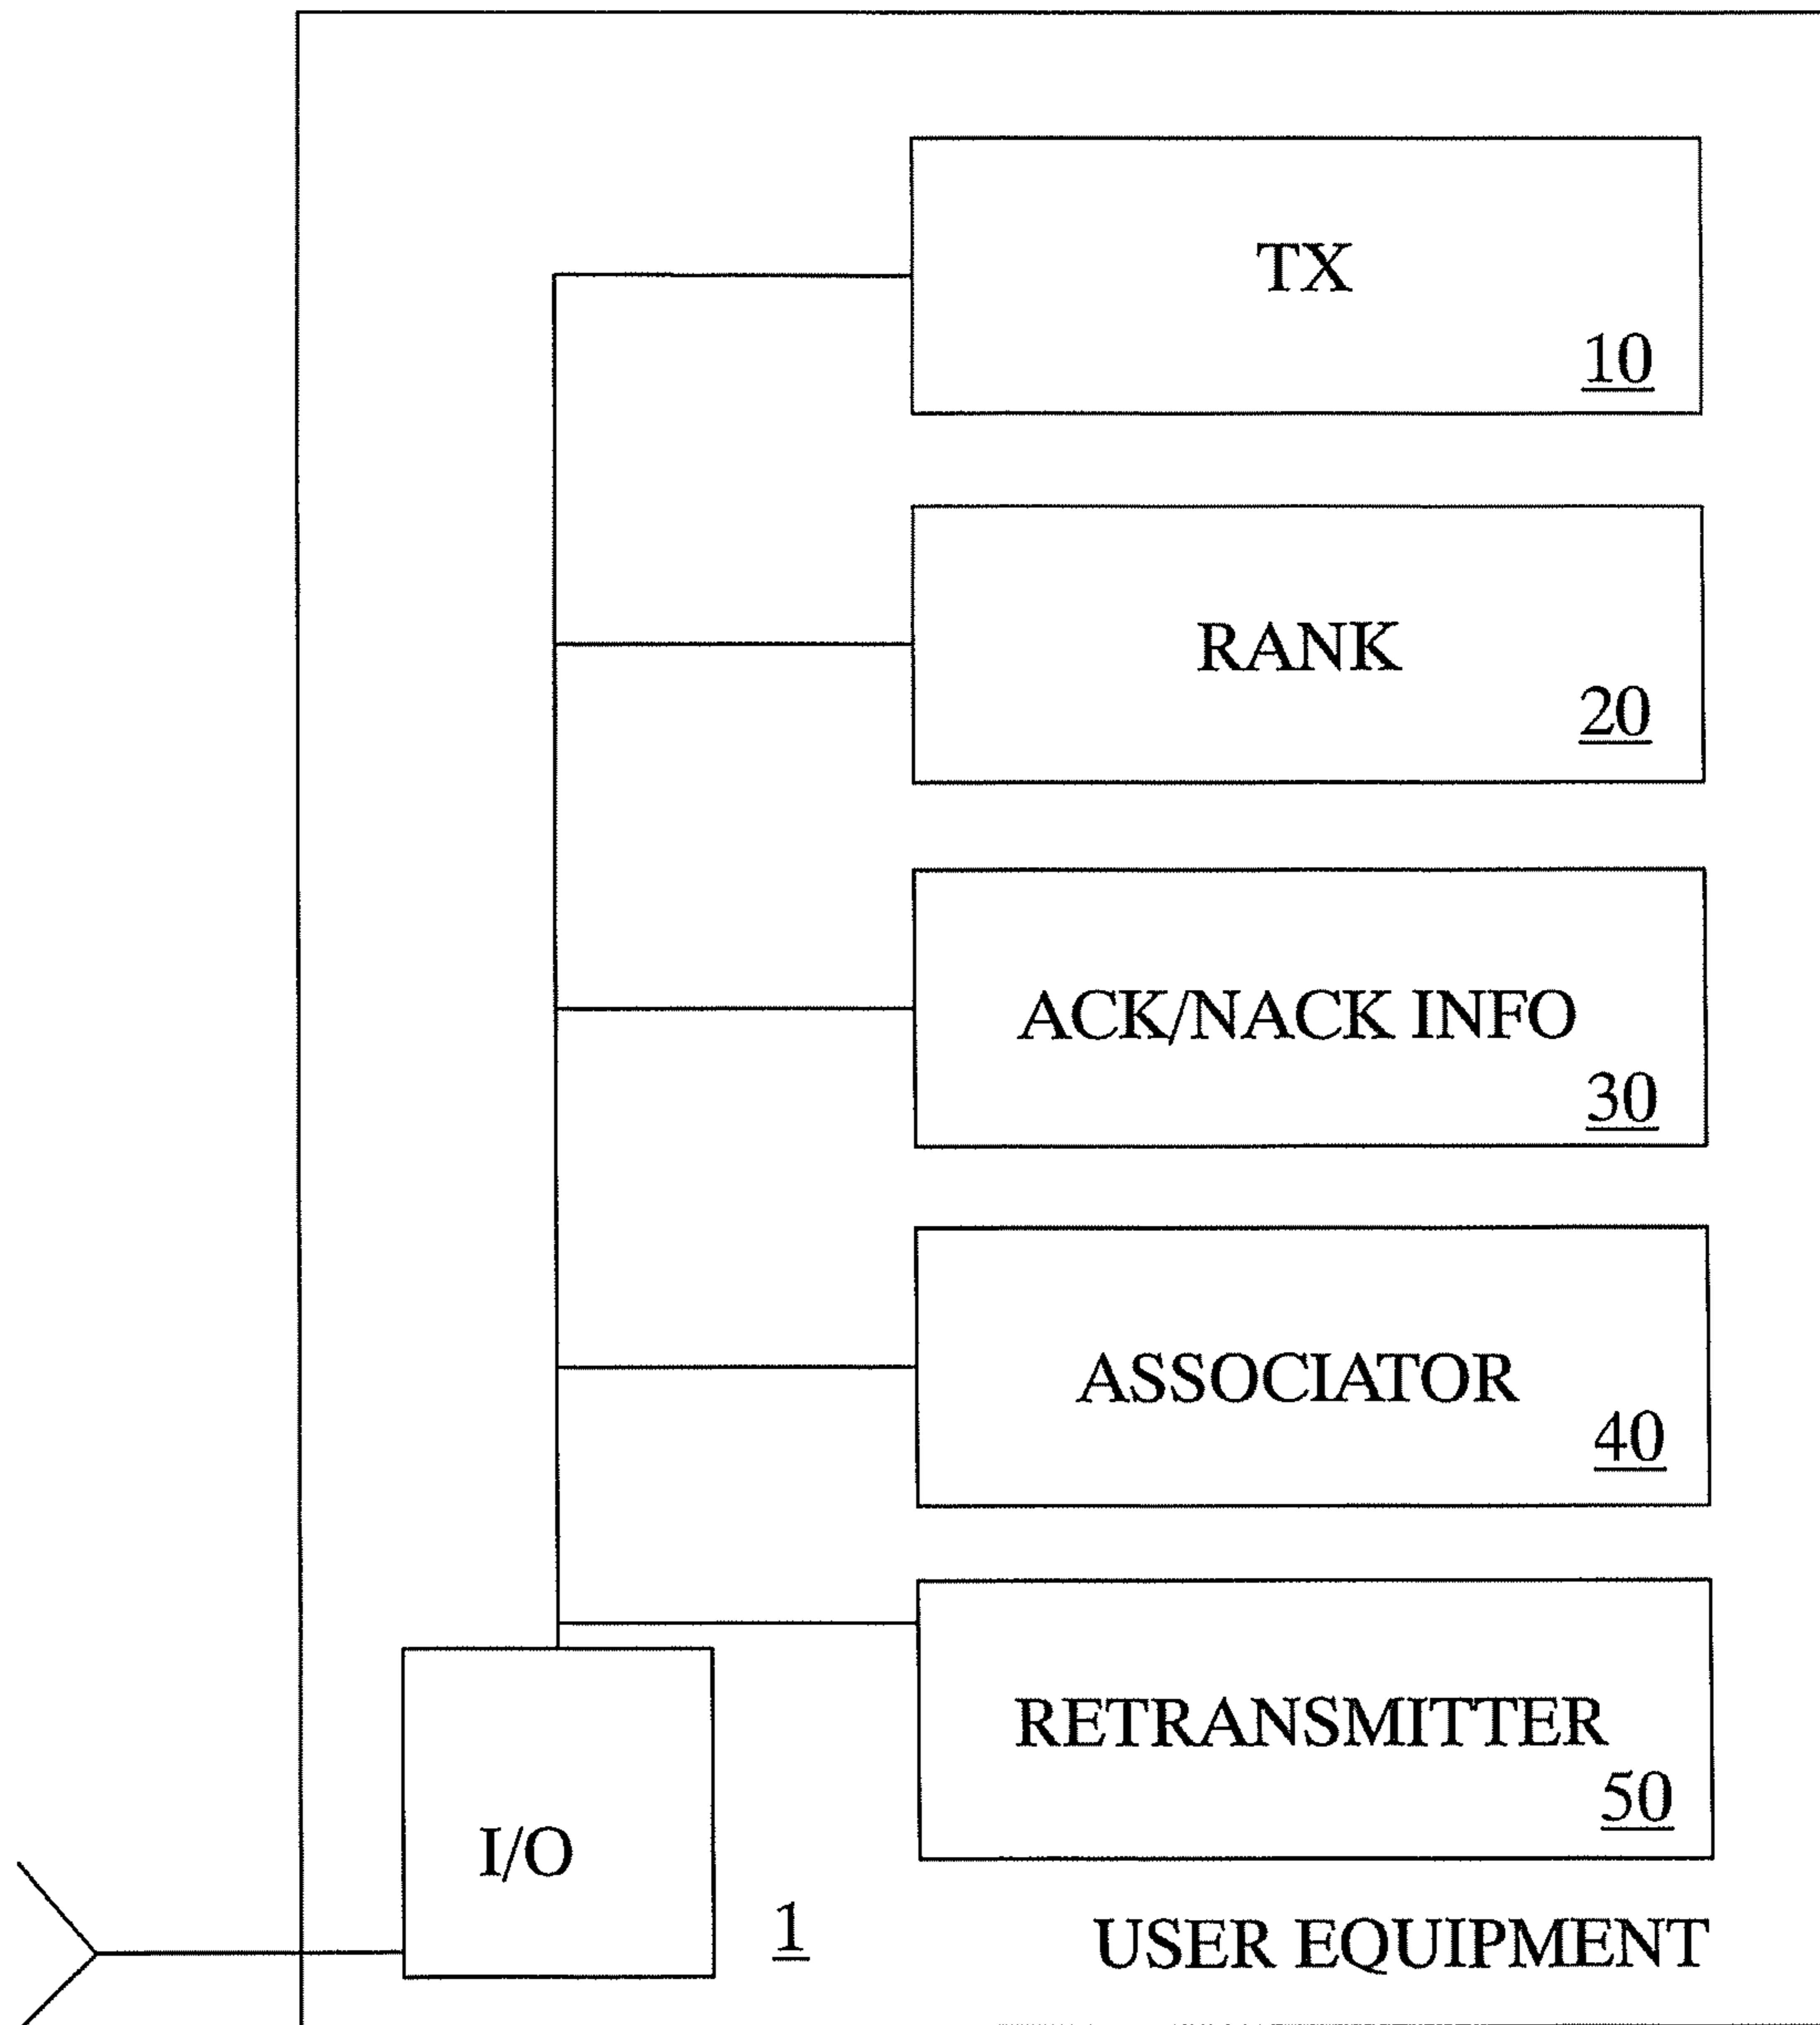 TX
10
RANK
20
ACK/NACK INFO
30
ASSOCIATOR
40
RETRANSMITTER
50
I/O
1
USER EQUIPMENT